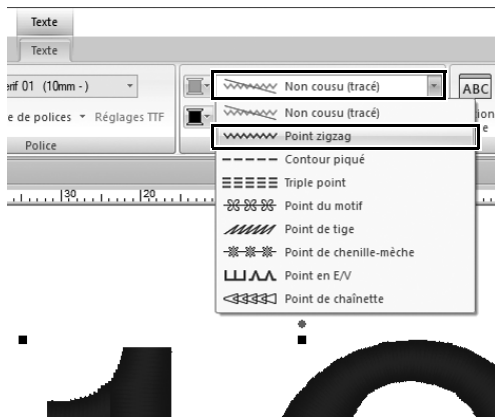 Texte
Texte
erif 01 (10mm - )
Non cousu (tracé)
ABC
e de polices
Réglages TTF
Police
Non cousu (tracé)
Point zigzag
Contour piqué
Triple point
Point du motif
Point de tige
Point de chenille-mèche
Point en E/V
Point de chaînette
30
20